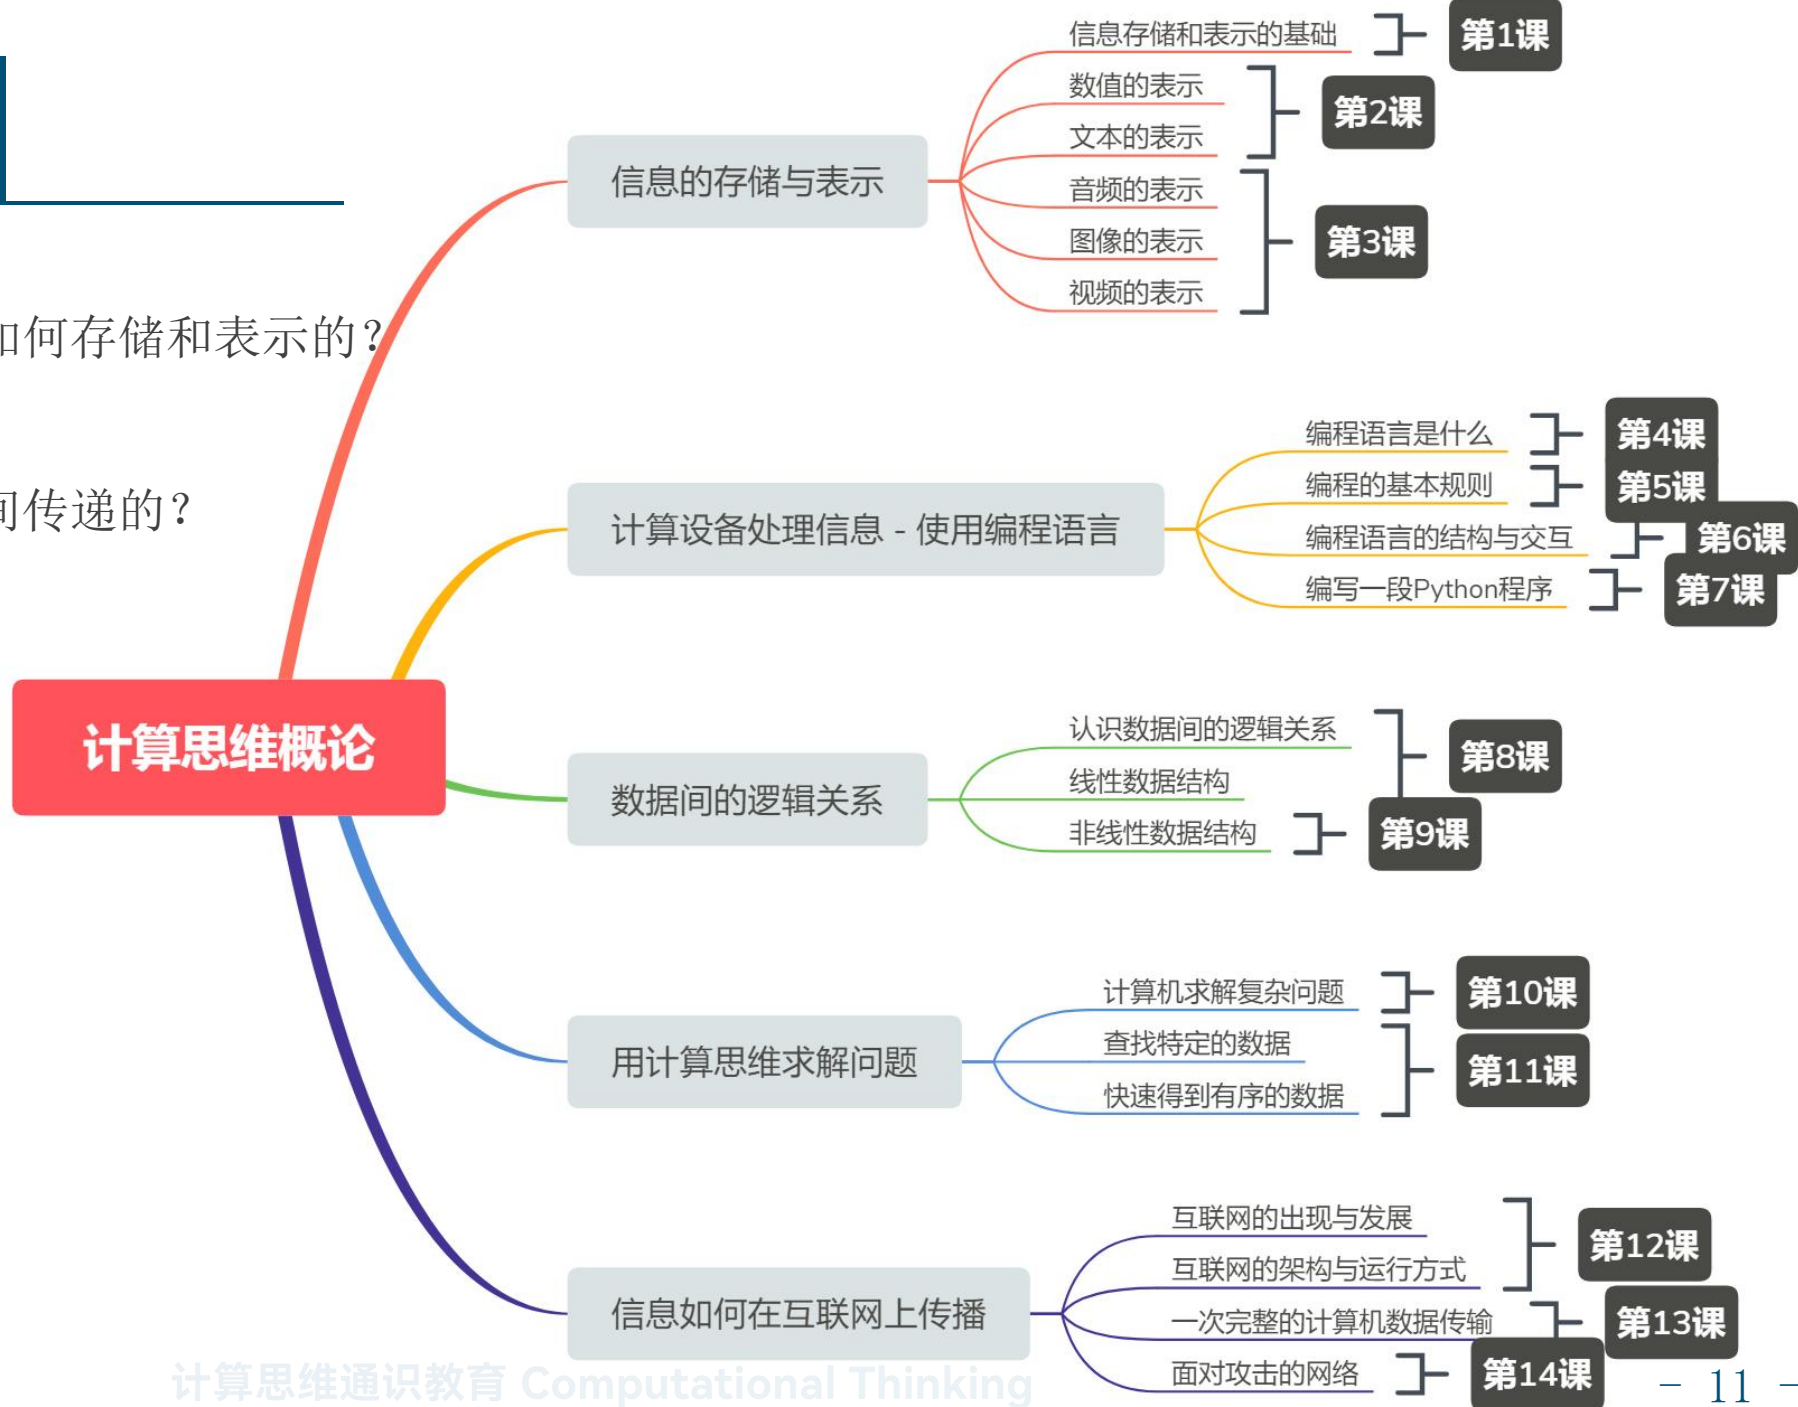 信息存储和表示的基础
第1课
数值的表示
文本的表示
第2课
信息的存储与表示
音频的表示
图像的表示
视频的表示
第3课
如何存储和表示的?
间传递的?
编程语言是什么
第4课
编程的基本规则
第5课
计算设备处理信息 - 使用编程语言
编程语言的结构与交互
第6课
编写一段Python程序
第7课
计算思维概论
认识数据间的逻辑关系
线性数据结构
第8课
数据间的逻辑关系
非线性数据结构
第9课
计算机求解复杂问题
第10课
用计算思维求解问题
查找特定的数据
快速得到有序的数据
第11课
互联网的出现与发展
互联网的架构与运行方式
第12课
信息如何在互联网上传播
一次完整的计算机数据传输
第13课
面对攻击的网络
第14课
计算思维通识教育 Computational Thinking
- 11 -